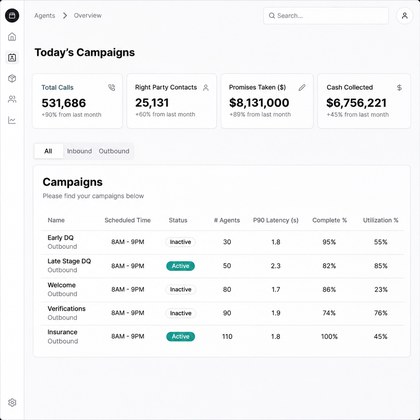 Agents > Overview
Search...
Today's Campaigns
Total Calls
531,686
+90% from last month
Right Party Contacts
25,131
+60% from last month
Promises Taken ($)
$8,131,000
+89% from last month
Cash Collected
$6,756,221
+45% from last month
All Inbound Outbound
Campaigns
Please find your campaigns below
Name Scheduled Time Status # Agents P90 Latency (s) Complete % Utilization %
Early DQ
Outbound
8AM - 9PM Inactive 30 1.8 95% 55%
Late Stage DQ
Outbound
8AM - 9PM Active 50 2.3 82% 85%
Welcome
Outbound
8AM - 9PM Inactive 80 1.7 86% 23%
Verifications
Outbound
8AM - 9PM Inactive 90 1.9 74% 76%
Insurance
Outbound
8AM - 9PM Active 110 1.8 100% 45%